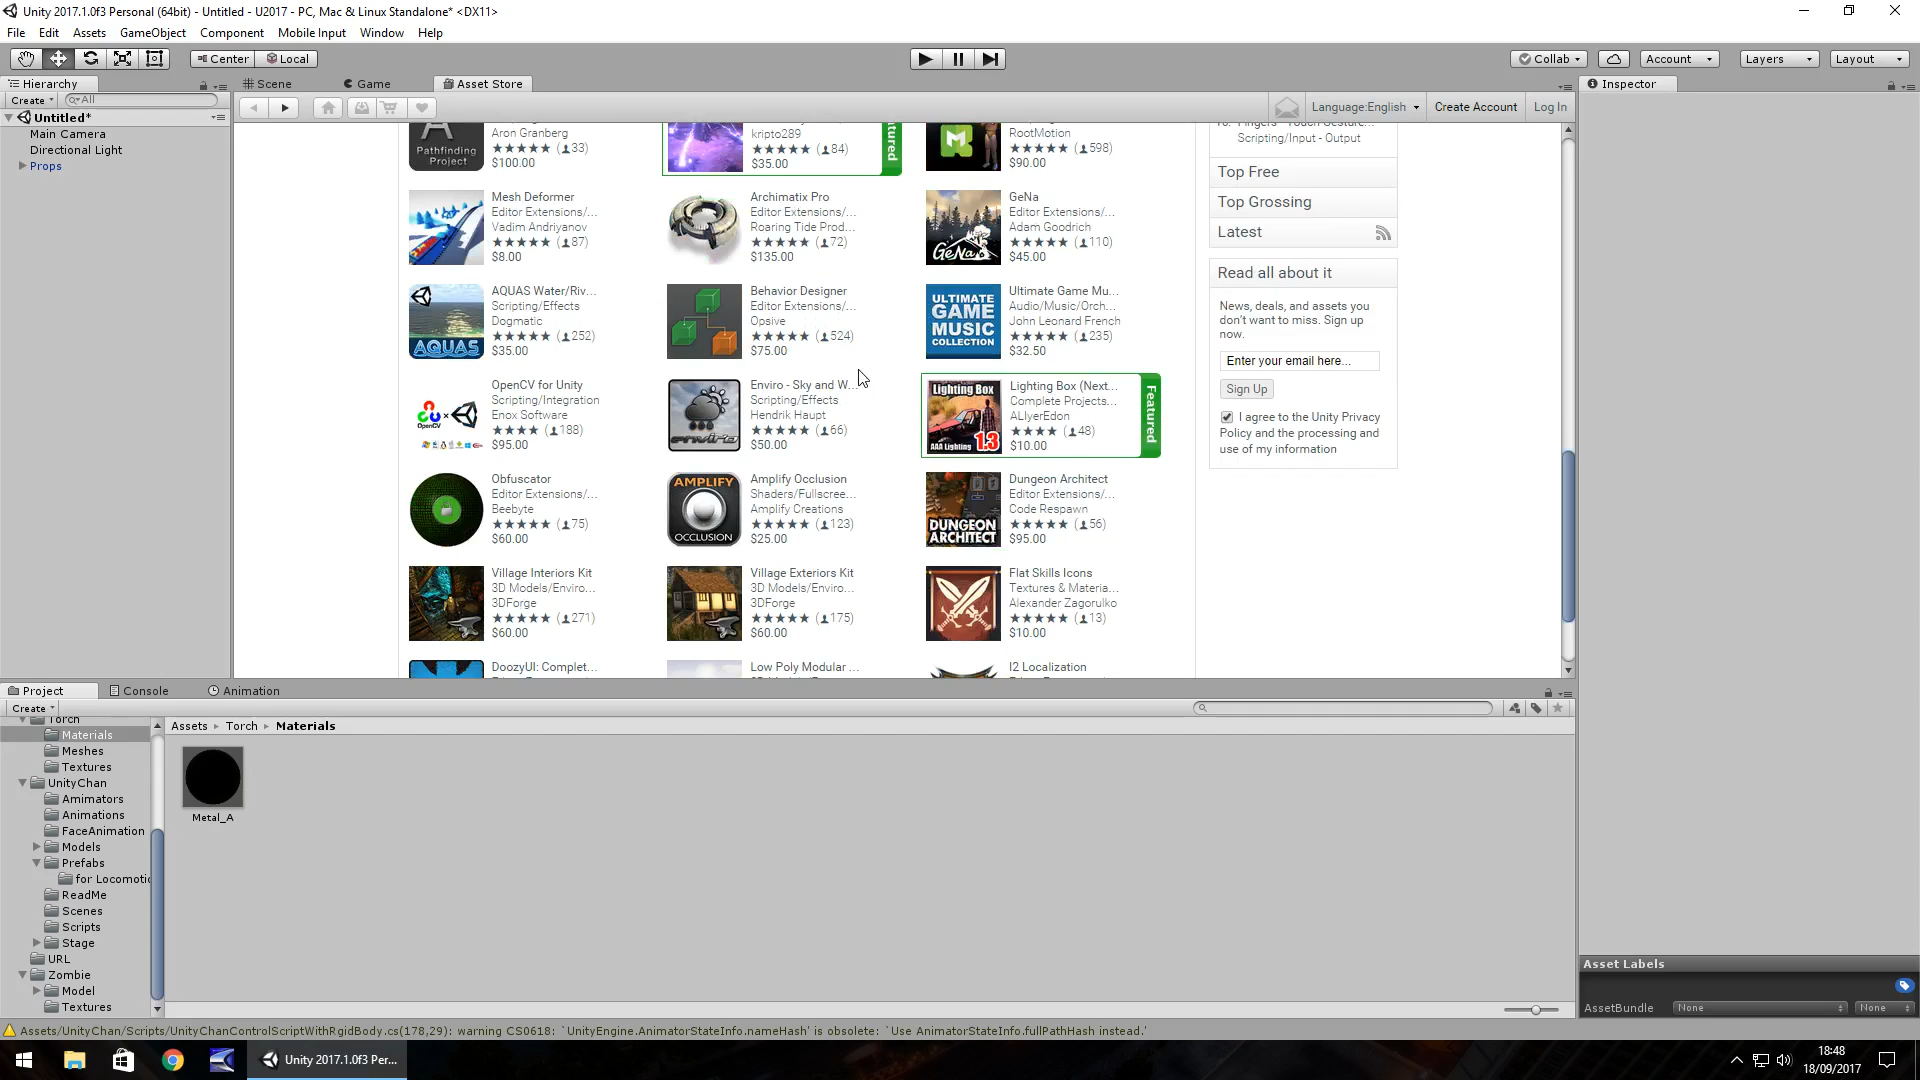 Unity 2017.1.0f3 Personal (64bit) - Untitled - U2017 - PC, Mac & Linux Standalone* <DX11>
File Edit Assets GameObject Component Mobile Input Window Help
Center Local
Collab Account Layers Layout
Hierarchy
Scene Game Asset Store
Inspector
Create All
Language:English Create Account Log In
Untitled*
Main Camera
Directional Light
Props
Pathfinding
Project
Aron Granberg
(33)
$100.00
kripto289
(84)
$35.00
RootMotion
(598)
$90.00
Mesh Deformer
Editor Extensions/...
Vadim Andriyanov
(87)
$8.00
Archimatix Pro
Editor Extensions/...
Roaring Tide Prod...
(72)
$135.00
GeNa
GeNa
Editor Extensions/...
Adam Goodrich
(110)
$45.00
AQUAS
AQUAS Water/Riv...
Scripting/Effects
Dogmatic
(252)
$35.00
Behavior Designer
Editor Extensions/...
Opsive
(524)
$75.00
ULTIMATE
GAME
MUSIC
COLLECTION
Ultimate Game Mu...
Audio/Music/Orch...
John Leonard French
(235)
$32.50
OpenCV
OpenCV for Unity
Scripting/Integration
Enox Software
(188)
$95.00
enviro
Enviro - Sky and W...
Scripting/Effects
Hendrik Haupt
(66)
$50.00
Lighting Box
1.3
AAA Lighting
Lighting Box (Next...
Complete Projects...
ALIyerEdon
(48)
$10.00
Featured
Obfuscator
Editor Extensions/...
Beebyte
(75)
$60.00
AMPLIFY
OCCLUSION
Amplify Occlusion
Shaders/Fullscree...
Amplify Creations
(123)
$25.00
DUNGEON
ARCHITECT
Dungeon Architect
Editor Extensions/...
Code Respawn
(56)
$95.00
Village Interiors Kit
3D Models/Enviro...
3DForge
(271)
$60.00
Village Exteriors Kit
3D Models/Enviro...
3DForge
(175)
$60.00
Flat Skills Icons
Textures & Materia...
Alexander Zagorulko
(13)
$10.00
DoozyUI: Complet...
Low Poly Modular ...
I2 Localization
Scripting/Input - Output
Top Free
Top Grossing
Latest
Read all about it
News, deals, and assets you
don't want to miss. Sign up
now.
Enter your email here...
Sign Up
I agree to the Unity Privacy
Policy and the processing and
use of my information
Project Console Animation
Create
Torch
Materials
Meshes
Textures
UnityChan
Amimators
Animations
FaceAnimation
Models
Prefabs
for Locomotio
ReadMe
Scenes
Scripts
Stage
URL
Zombie
Model
Textures
Assets Torch Materials
Metal_A
Asset Labels
AssetBundle None None
Assets/UnityChan/Scripts/UnityChanControlScriptWithRgidBody.cs(178,29): warning CS0618: `UnityEngine.AnimatorStateInfo.nameHash' is obsolete: `Use AnimatorStateInfo.fullPathHash instead.'
Unity 2017.1.0f3 Per...
18:48
18/09/2017